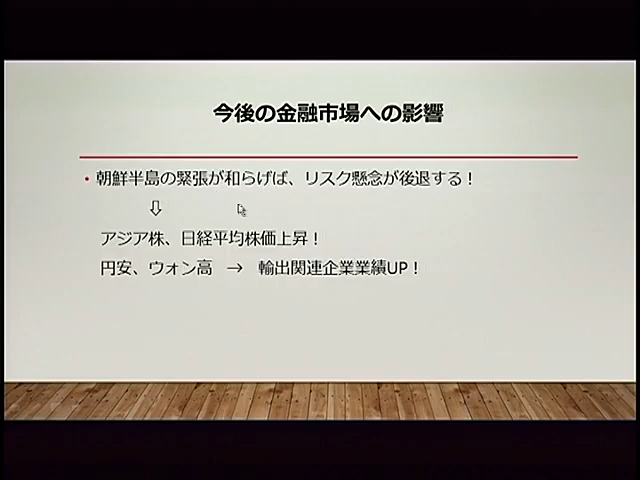 今後の金融市場への影響
・朝鮮半島の緊張が和らげば、リスク懸念が後退する！
⇩
アジア株、日経平均株価上昇！
円安、ウォン高　→　輸出関連企業業績UP！